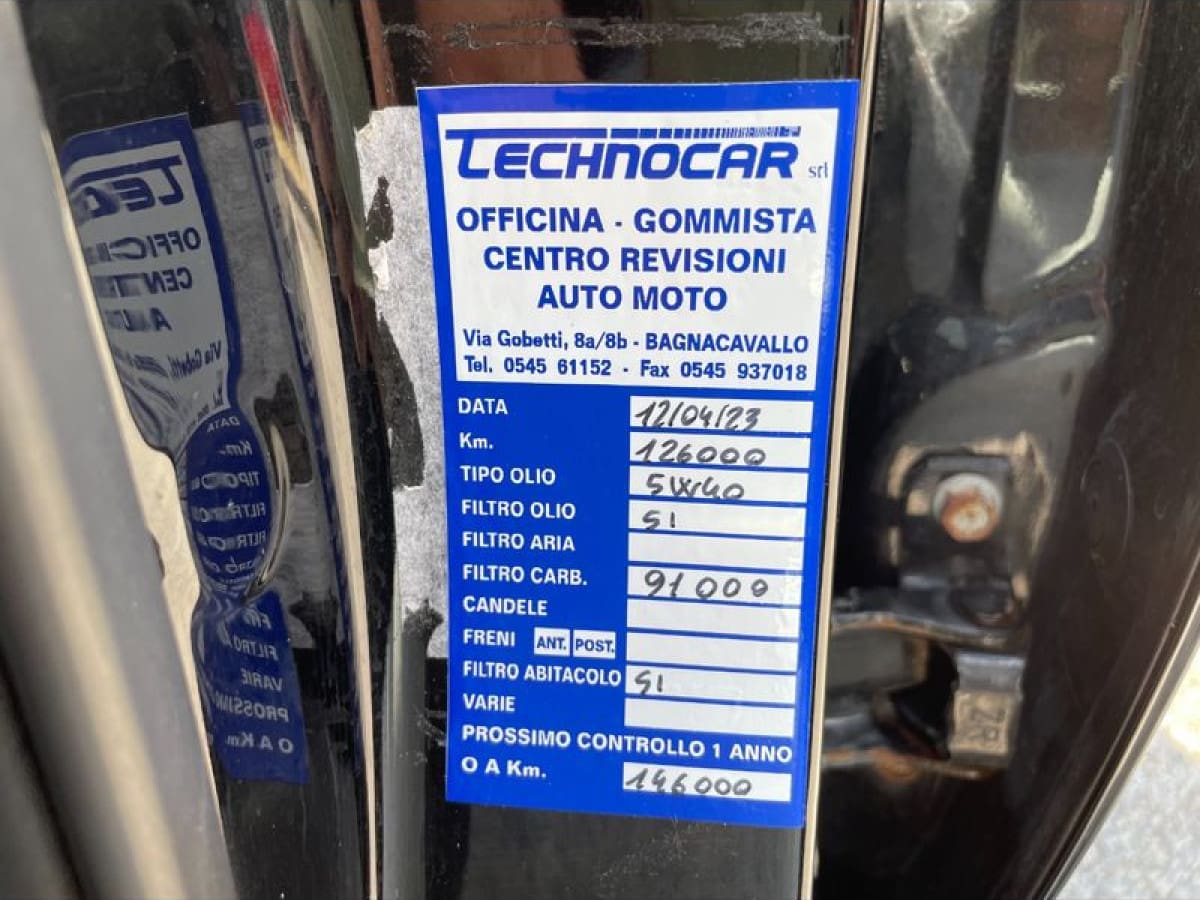 TECHNOCAR srl
OFFICINA - GOMMISTA
CENTRO REVISIONI
AUTO MOTO
Via Gobetti, 8a/8b - BAGNACAVALLO
Tel. 0545 61152 - Fax 0545 937018
DATA 12/04/23
Km. 126000
TIPO OLIO 5W40
FILTRO OLIO SI
FILTRO ARIA
FILTRO CARB. 91000
CANDELE
FRENI ANT. POST.
FILTRO ABITACOLO SI
VARIE
PROSSIMO CONTROLLO 1 ANNO
O A Km. 146000